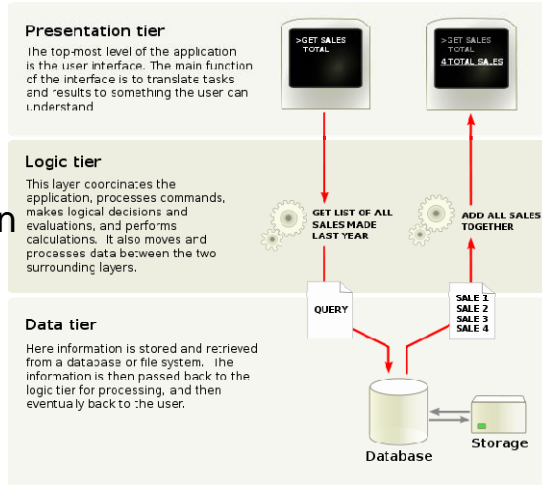 Presentation tier
The top-most level of the application
is the user interface. The main function
of the interface is to translate tasks
and results to something the user can
understand
>GET SALES
TOTAL
>GET SALES
TOTAL
4 TOTAL SALES
Logic tier
This layer coordinates the
application, processes commands,
makes logical decisions and
evaluations, and performs
calculations. It also moves and
processes data between the two
surrounding layers.
n
GET LIST OF ALL
SALES MADE
LAST YEAR
ADD ALL SALES
TOGETHER
QUERY
SALE 1
SALE 2
SALE 3
SALE 4
Data tier
Here information is stored and retrieved
from a database or file system. The
information is then passed back to the
logic tier for processing, and then
eventually back to the user.
Database
Storage